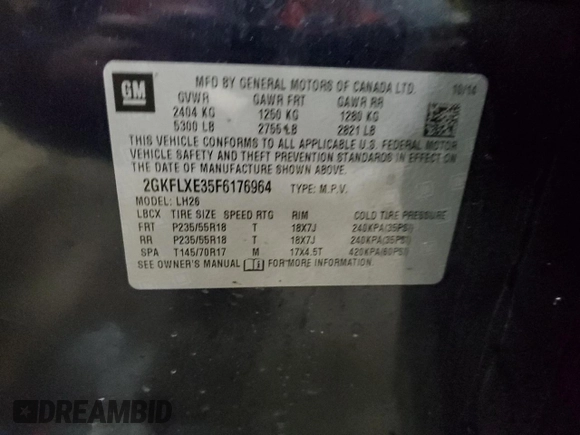 GM
MFD BY GENERAL MOTORS OF CANADA LTD. 10/14
GVWR GAWR FRT GAWR RR
2404 KG 1250 KG 1280 KG
5300 LB 2755 LB 2821 LB
THIS VEHICLE CONFORMS TO ALL APPLICABLE U.S. FEDERAL MOTOR
VEHICLE SAFETY AND THEFT PREVENTION STANDARDS IN EFFECT ON
THE DATE OF MANUFACTURE SHOWN ABOVE.
2GKFLXE35F6176964 TYPE: M.P.V.
MODEL: LH26
LBCX TIRE SIZE SPEED RTG RIM COLD TIRE PRESSURE
FRT P235/55R18 T 18X7J 240KPA(35PSI)
RR P235/55R18 T 18X7J 240KPA(35PSI)
SPA T145/70R17 M 17X4.5T 420KPA(60PSI)
SEE OWNER'S MANUAL FOR MORE INFORMATION.
DREAMBID